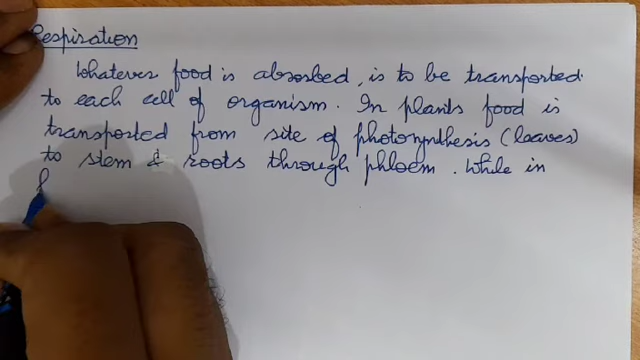 Respiration
Whatever food is absorbed, is to be transported
to each cell of organism. In plants food is
transported from site of photosynthesis (leaves)
to stem & roots through phloem. While in